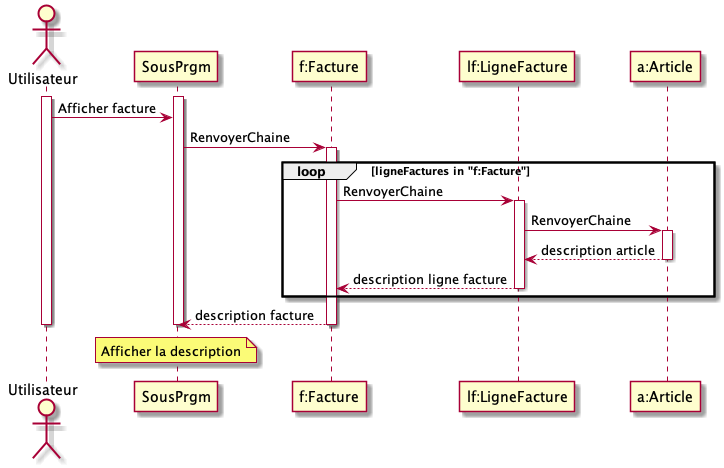 Utilisateur
SousPrgm
f:Facture
lf:LigneFacture
a:Article
Afficher facture
RenvoyerChaine
loop
[ligneFactures in "f:Facture"]
RenvoyerChaine
RenvoyerChaine
description article
description ligne facture
description facture
Afficher la description
Utilisateur
SousPrgm
f:Facture
lf:LigneFacture
a:Article